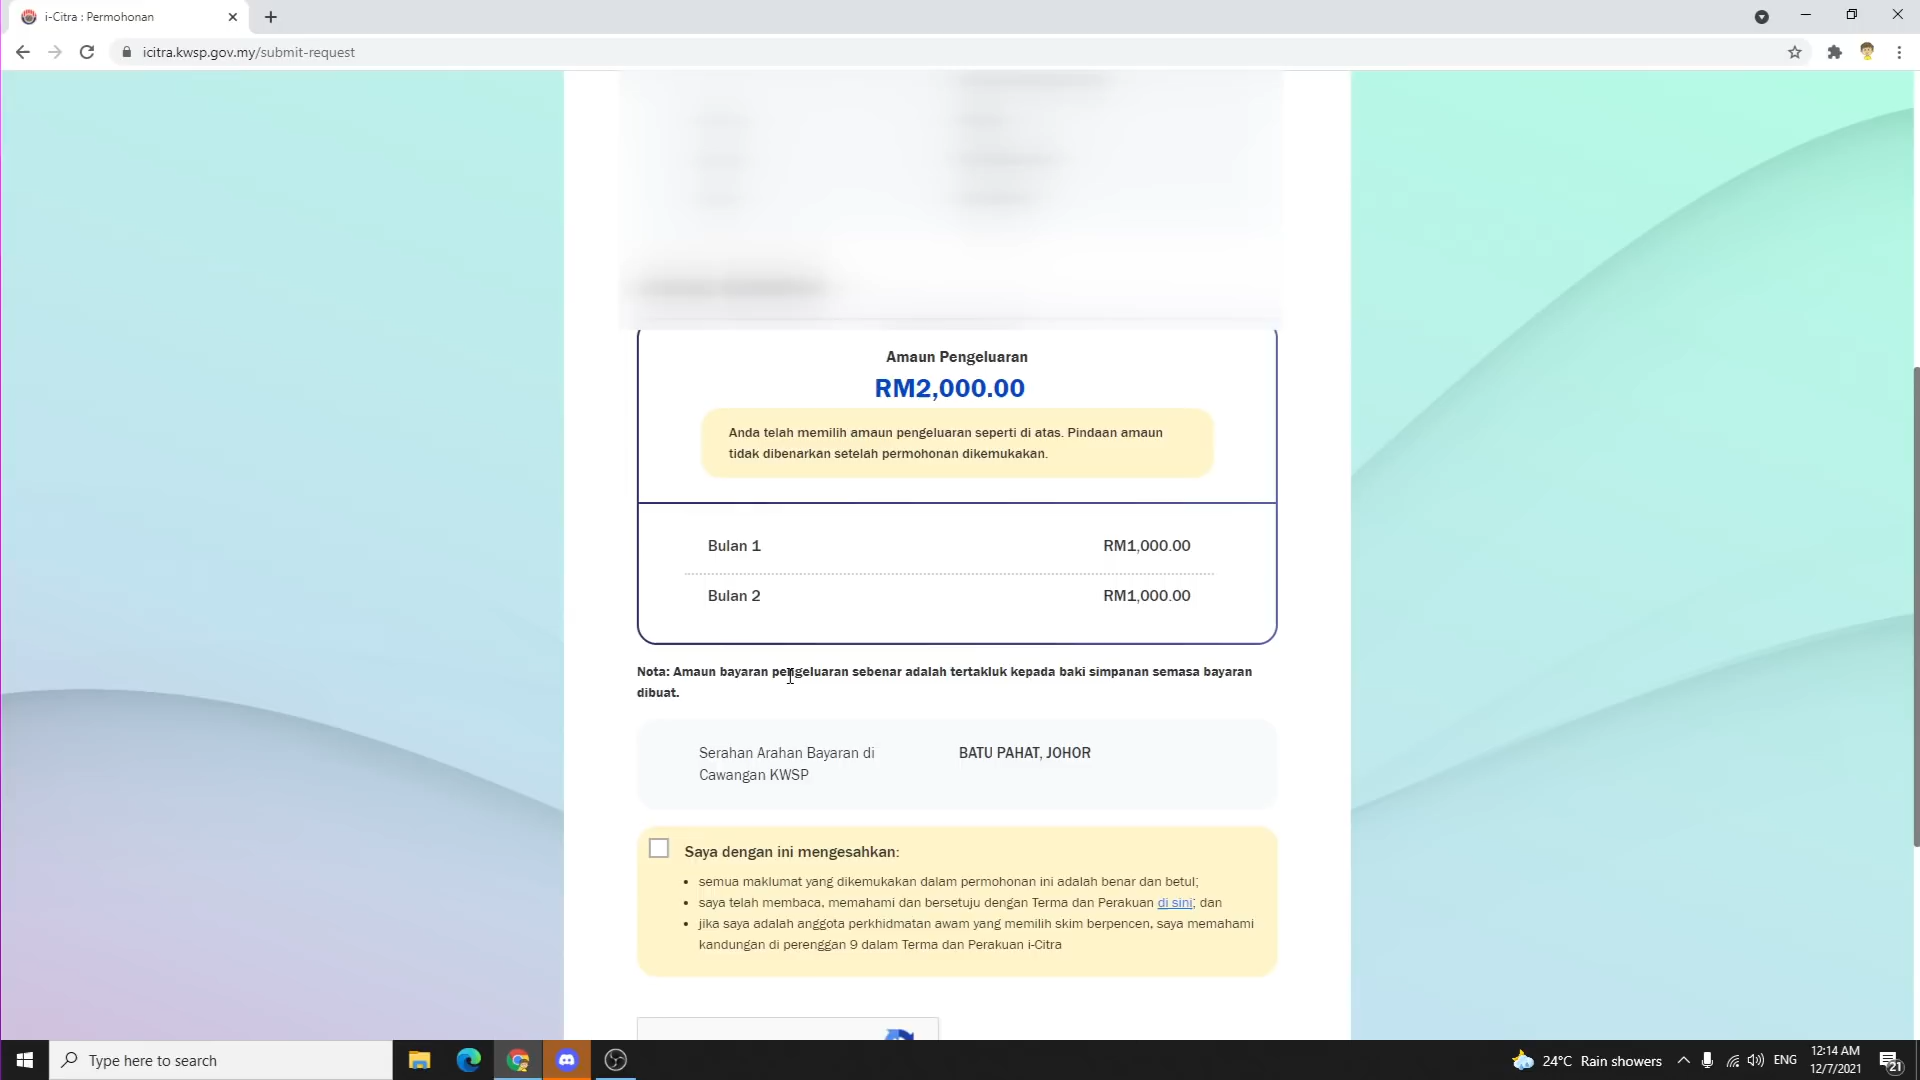 i-Citra : Permohonan
icitra.kwsp.gov.my/submit-request
Amaun Pengeluaran
RM2,000.00
Anda telah memilih amaun pengeluaran seperti di atas. Pindaan amaun
tidak dibenarkan setelah permohonan dikemukakan.
Bulan 1 RM1,000.00
Bulan 2 RM1,000.00
Nota: Amaun bayaran pengeluaran sebenar adalah tertakluk kepada baki simpanan semasa bayaran
dibuat.
Serahan Arahan Bayaran di BATU PAHAT, JOHOR
Cawangan KWSP
Saya dengan ini mengesahkan:
• semua maklumat yang dikemukakan dalam permohonan ini adalah benar dan betul;
• saya telah membaca, memahami dan bersetuju dengan Terma dan Perakuan di sini; dan
• jika saya adalah anggota perkhidmatan awam yang memilih skim berpencen, saya memahami
kandungan di perenggan 9 dalam Terma dan Perakuan i-Citra
Type here to search
24°C Rain showers
ENG
12:14 AM
12/7/2021
21